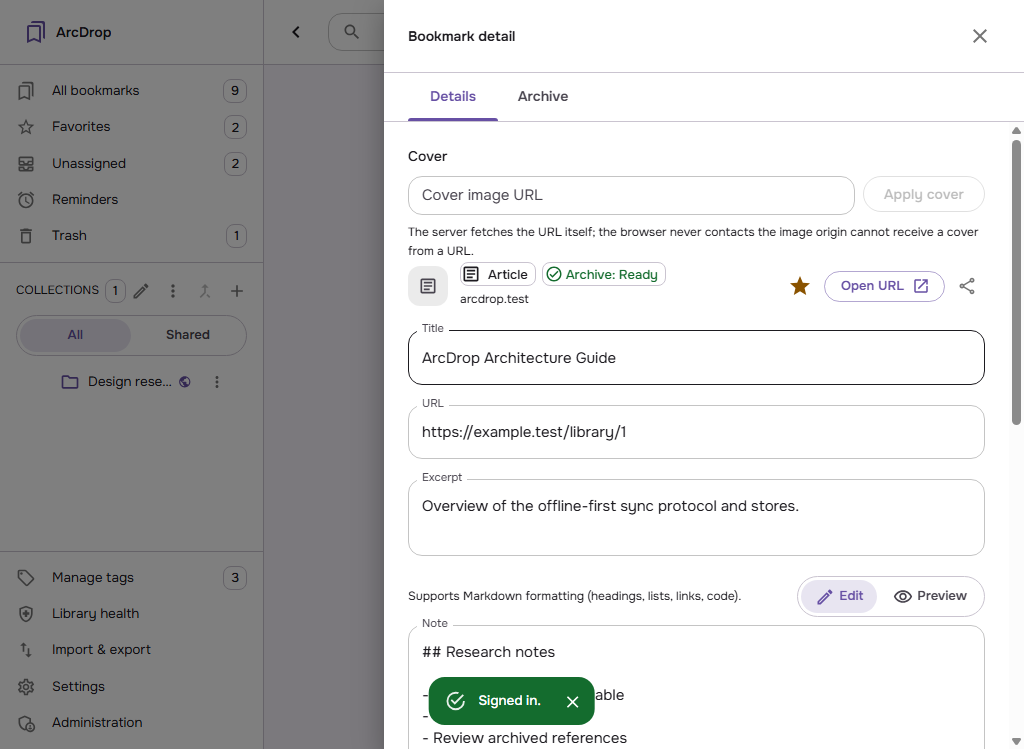 ArcDrop
All bookmarks 9
Favorites 2
Unassigned 2
Reminders
Trash 1
COLLECTIONS 1
All Shared
Design rese...
Manage tags 3
Library health
Import & export
Settings
Administration
Bookmark detail
Details Archive
Cover
Cover image URL Apply cover
The server fetches the URL itself; the browser never contacts the image origin cannot receive a cover
from a URL.
Article Archive: Ready
arcdrop.test
Open URL
Title
ArcDrop Architecture Guide
URL
https://example.test/library/1
Excerpt
Overview of the offline-first sync protocol and stores.
Supports Markdown formatting (headings, lists, links, code).
Edit Preview
Note
## Research notes
- able
-
- Review archived references
Signed in.